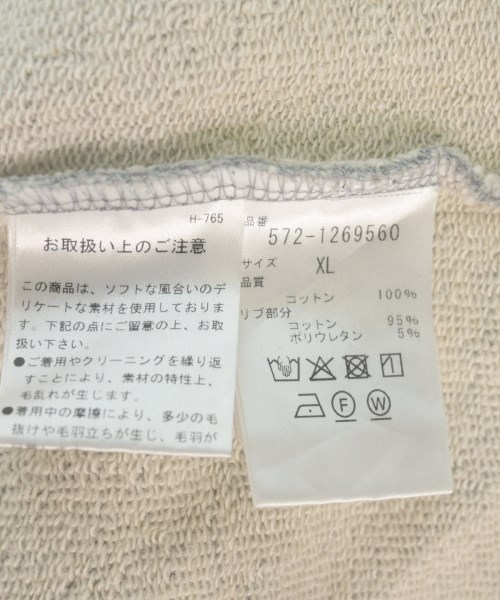 H-765
お取扱い上のご注意
この商品は、ソフトな風合いのデ
リケートな素材を使用しておりま
す。下記の点にご留意の上、お取
扱い下さい。
●ご着用やクリーニングを繰り返
すことにより、素材の特性上、
毛乱れが生じます。
●着用中の摩擦により、多少の毛
抜けや毛羽立ちが生じ、毛羽が
品番
572-1269560
サイズ XL
品質
コットン 100%
リブ部分
コットン 95%
ポリウレタン 5%
F W